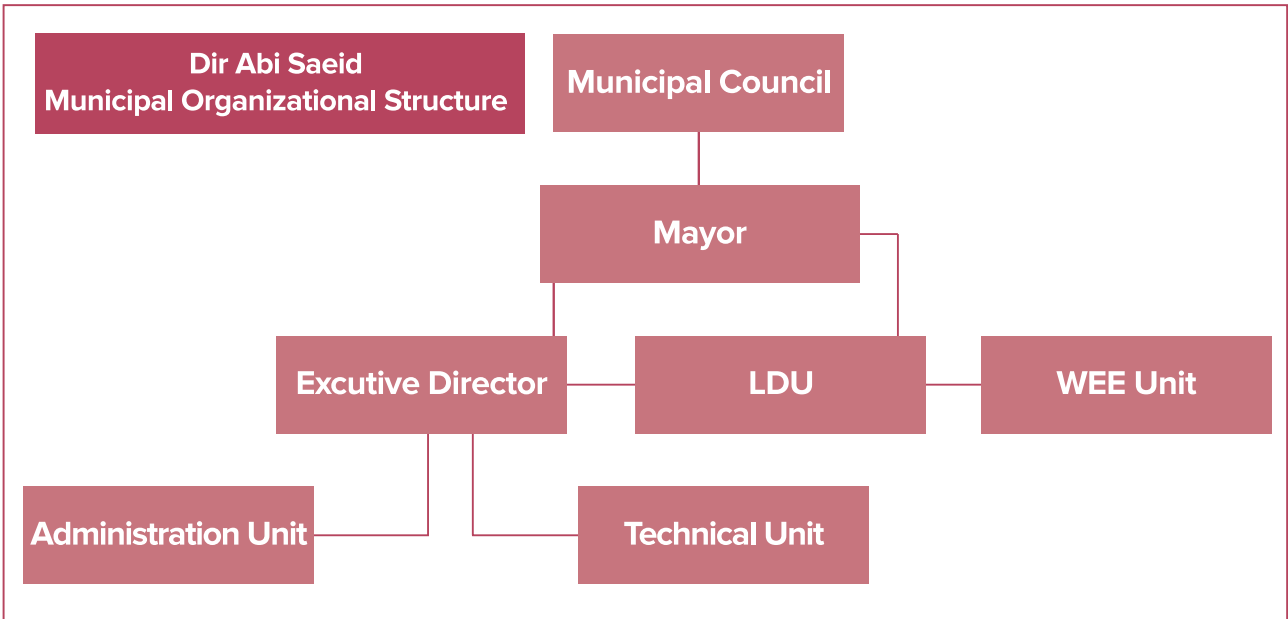 Dir Abi Saeid
Municipal Organizational Structure
Municipal Council
Mayor
Excutive Director
LDU
WEE Unit
Administration Unit
Technical Unit